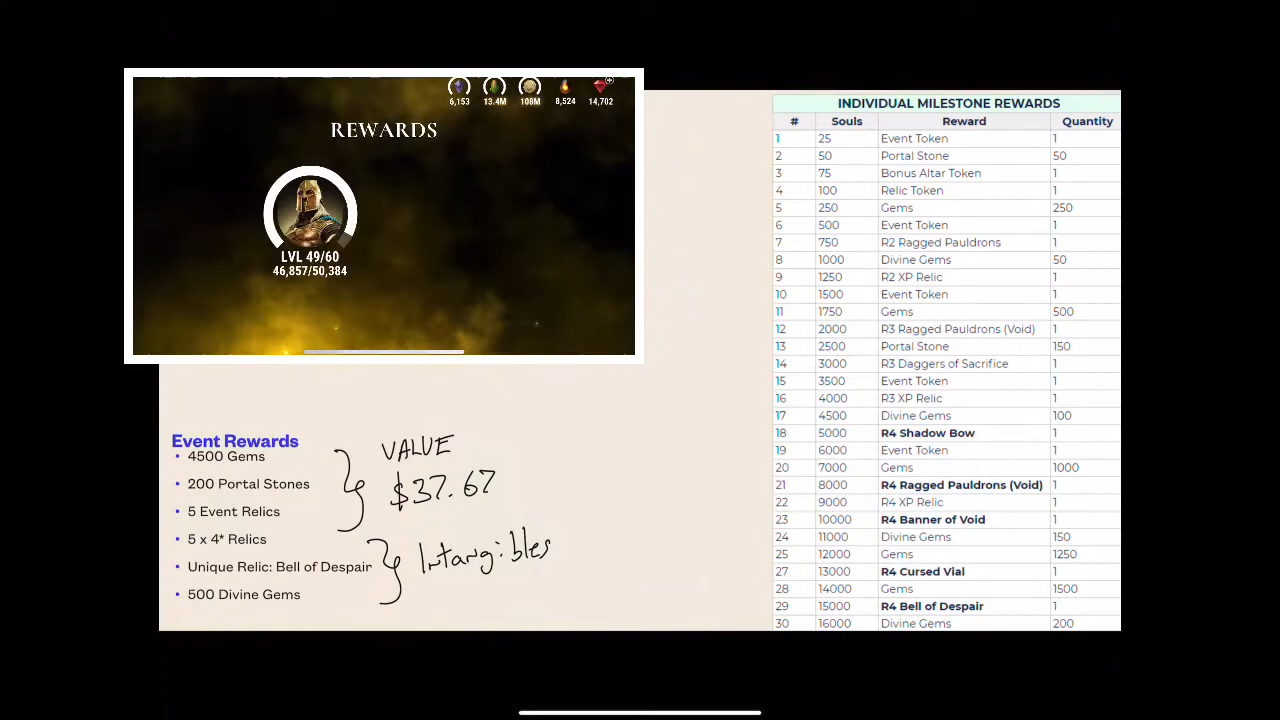 6,153 13.4M 108M 8,524 14,702
REWARDS
LVL 49/60
46,857/50,384
Event Rewards
• 4500 Gems
• 200 Portal Stones
• 5 Event Relics
• 5 x 4* Relics
• Unique Relic: Bell of Despair
• 500 Divine Gems
VALUE
$37.67
Intangibles
INDIVIDUAL MILESTONE REWARDS
# Souls Reward Quantity
1 25 Event Token 1
2 50 Portal Stone 50
3 75 Bonus Altar Token 1
4 100 Relic Token 1
5 250 Gems 250
6 500 Event Token 1
7 750 R2 Ragged Pauldrons 1
8 1000 Divine Gems 50
9 1250 R2 XP Relic 1
10 1500 Event Token 1
11 1750 Gems 500
12 2000 R3 Ragged Pauldrons (Void) 1
13 2500 Portal Stone 150
14 3000 R3 Daggers of Sacrifice 1
15 3500 Event Token 1
16 4000 R3 XP Relic 1
17 4500 Divine Gems 100
18 5000 R4 Shadow Bow 1
19 6000 Event Token 1
20 7000 Gems 1000
21 8000 R4 Ragged Pauldrons (Void) 1
22 9000 R4 XP Relic 1
23 10000 R4 Banner of Void 1
24 11000 Divine Gems 150
25 12000 Gems 1250
27 13000 R4 Cursed Vial 1
28 14000 Gems 1500
29 15000 R4 Bell of Despair 1
30 16000 Divine Gems 200